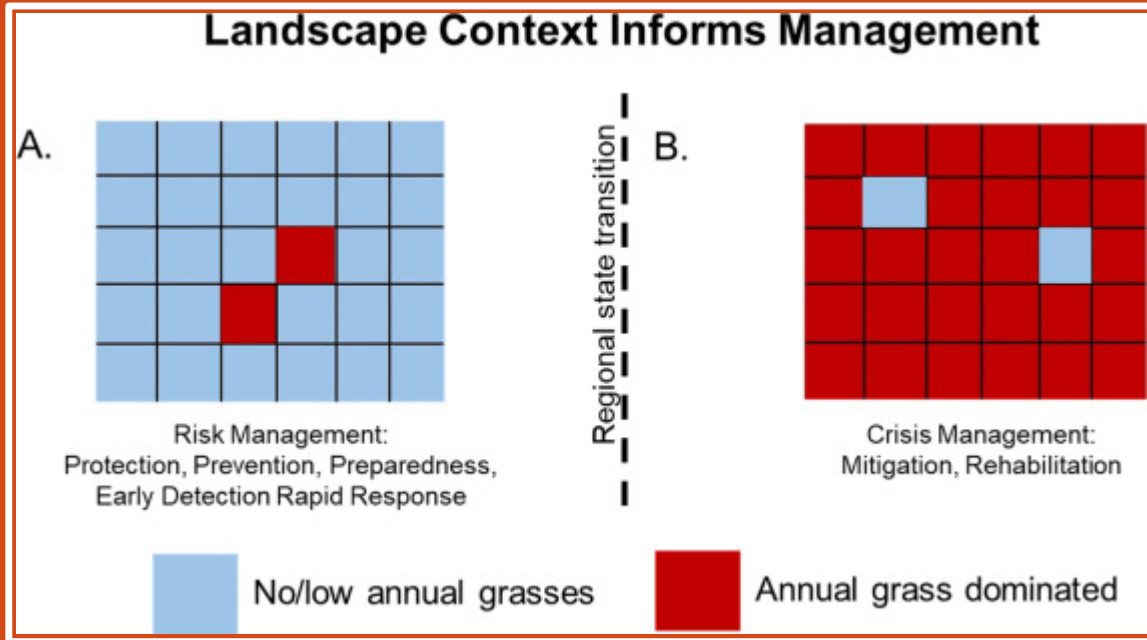 Landscape Context Informs Management
A.
Regional state transition
B.
Risk Management:
Protection, Prevention, Preparedness,
Early Detection Rapid Response
Crisis Management:
Mitigation, Rehabilitation
No/low annual grasses
Annual grass dominated